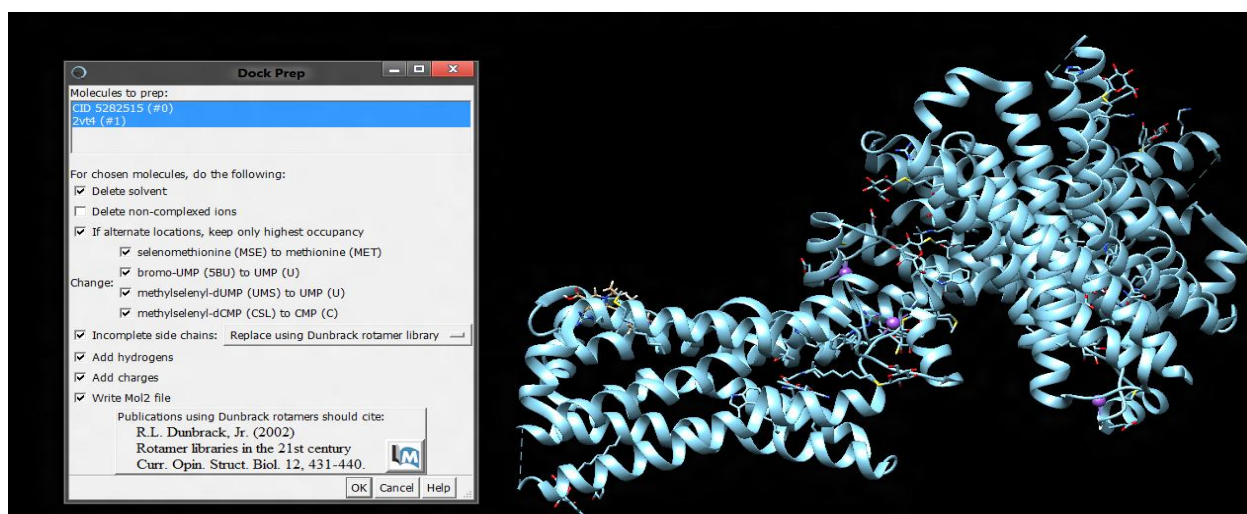 Dock Prep
Molecules to prep:
CID 5282515 (#0)
2vt4 (#1)
For chosen molecules, do the following:
Delete solvent
Delete non-complexed ions
If alternate locations, keep only highest occupancy
selenomethionine (MSE) to methionine (MET)
bromo-UMP (5BU) to UMP (U)
Change:
methylselenyl-dUMP (UMS) to UMP (U)
methylselenyl-dCMP (CSL) to CMP (C)
Incomplete side chains: Replace using Dunbrack rotamer library
Add hydrogens
Add charges
Write Mol2 file
Publications using Dunbrack rotamers should cite:
R.L. Dunbrack, Jr. (2002)
Rotamer libraries in the 21st century
Curr. Opin. Struct. Biol. 12, 431-440.
OK Cancel Help